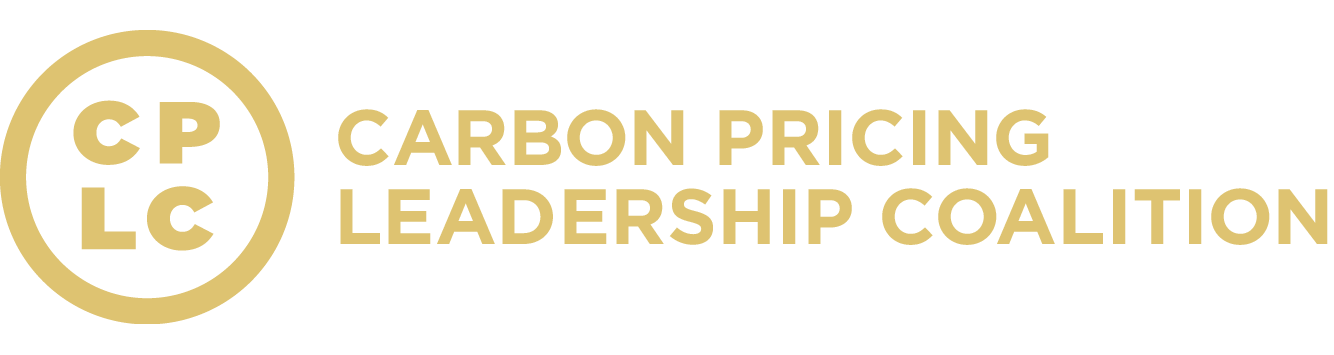 CP
LC
CARBON PRICING
LEADERSHIP COALITION